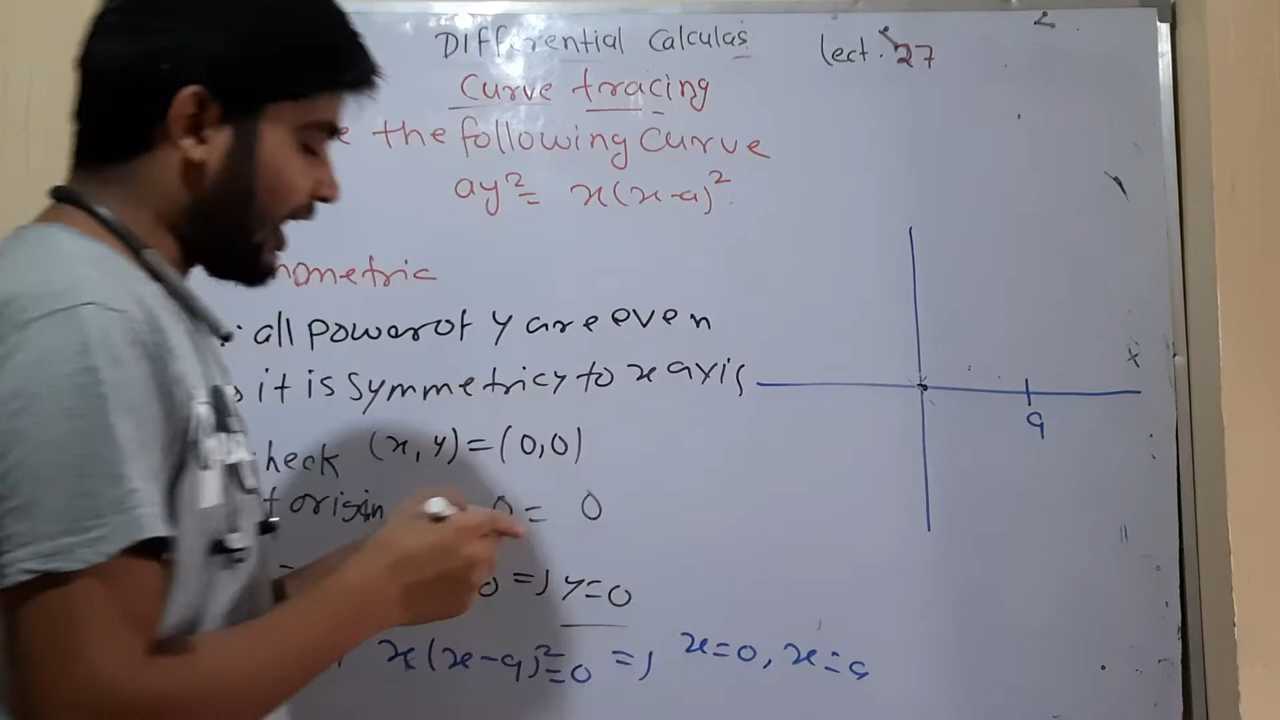 Differential Calculas
lect. 27
Curve tracing
the following Curve
ay² = x(x-a)²
nometric
∴ all power of y are even
it is Symmetricy to x axis
x
a
heck (x, y) = (0,0)
t origin 0 = 0
0 => y=0
x(x-a)²=0 => x=0, x=a